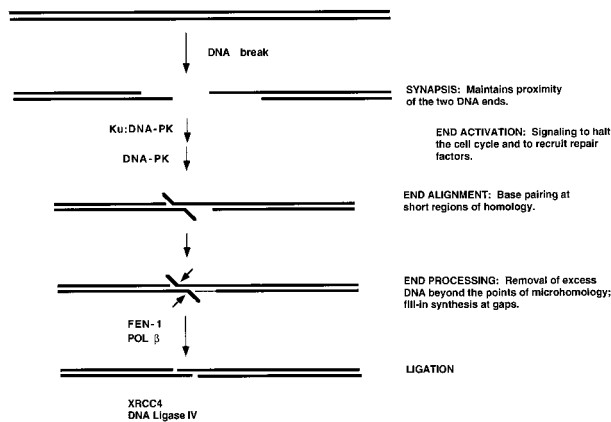 DNA break
SYNAPSIS: Maintains proximity
of the two DNA ends.
Ku:DNA-PK
END ACTIVATION: Signaling to halt
the cell cycle and to recruit repair
factors.
DNA-PK
END ALIGNMENT: Base pairing at
short regions of homology.
END PROCESSING: Removal of excess
DNA beyond the points of microhomology;
fill-in synthesis at gaps.
FEN-1
POL β
LIGATION
XRCC4
DNA Ligase IV